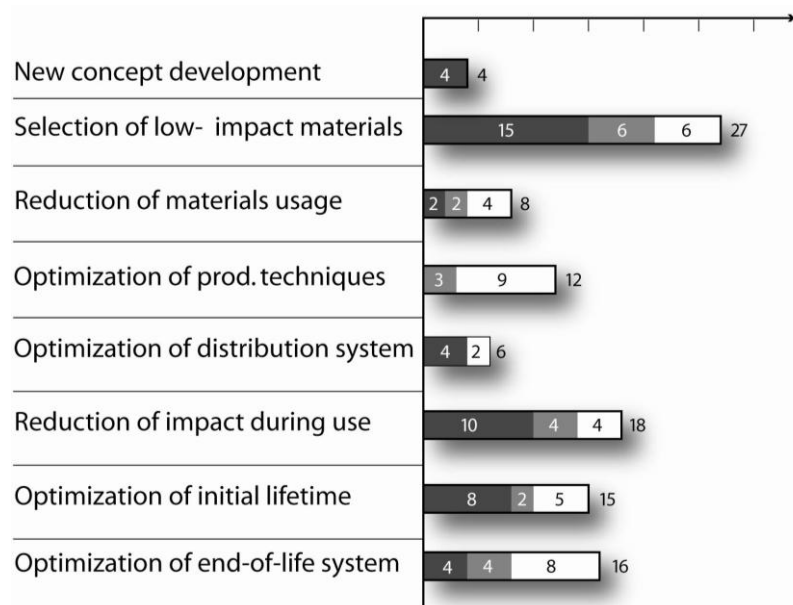 New concept development
4 4
Selection of low- impact materials
15 6 6 27
Reduction of materials usage
2 2 4 8
Optimization of prod. techniques
3 9 12
Optimization of distribution system
4 2 6
Reduction of impact during use
10 4 4 18
Optimization of initial lifetime
8 2 5 15
Optimization of end-of-life system
4 4 8 16